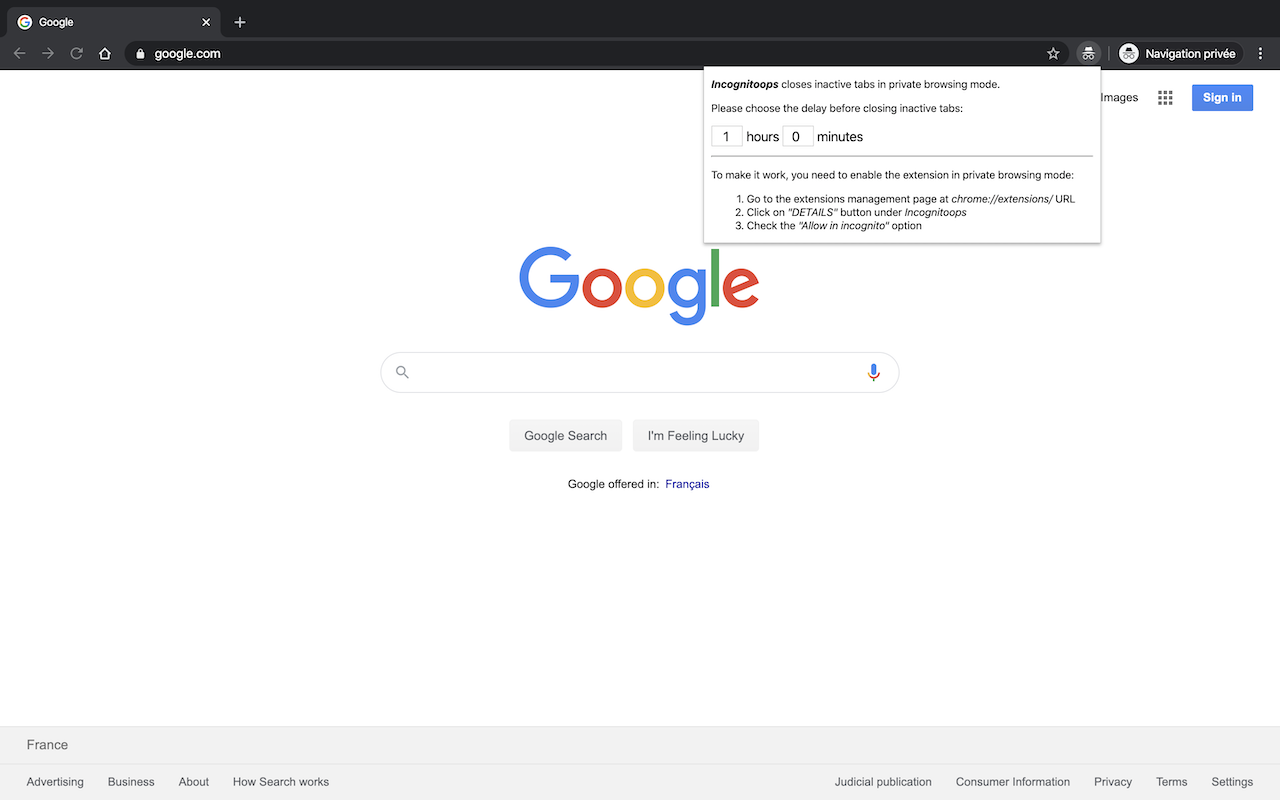 Google
google.com
Navigation privée
Incognitoops closes inactive tabs in private browsing mode.
Please choose the delay before closing inactive tabs:
1 hours 0 minutes
To make it work, you need to enable the extension in private browsing mode:
1. Go to the extensions management page at chrome://extensions/ URL
2. Click on "DETAILS" button under Incognitoops
3. Check the "Allow in incognito" option
Images
Sign in
Google
Google Search
I'm Feeling Lucky
Google offered in: Français
France
Advertising
Business
About
How Search works
Judicial publication
Consumer Information
Privacy
Terms
Settings